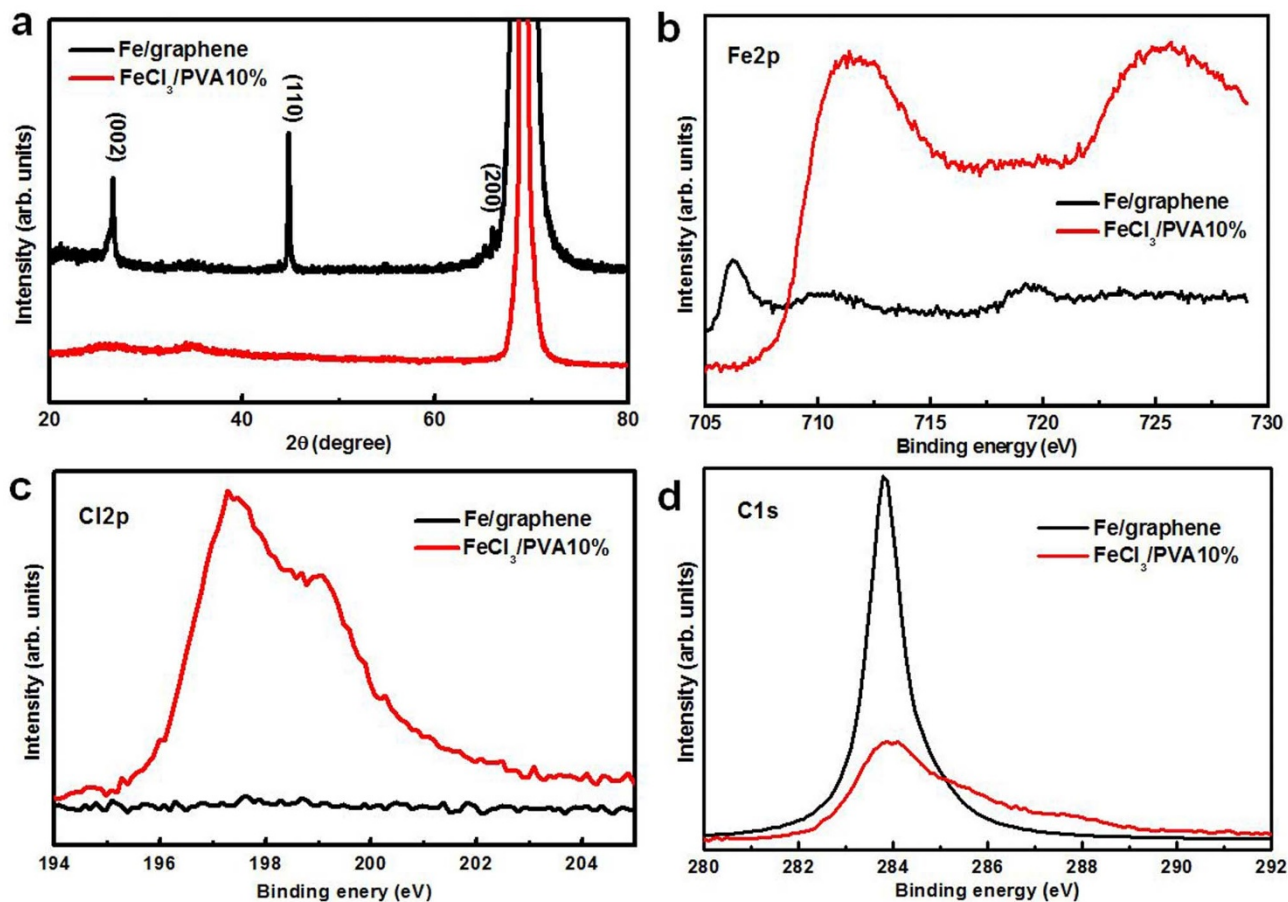 a
Fe/graphene
FeCl₃/PVA10%
(002)
(110)
(200)
Intensity (arb. units)
20 40 60 80
2θ (degree)
b
Fe2p
Fe/graphene
FeCl₃/PVA10%
Intensity (arb. units)
705 710 715 720 725 730
Binding energy (eV)
c
Cl2p
Fe/graphene
FeCl₃/PVA10%
Intensity (arb. units)
194 196 198 200 202 204
Binding enery (eV)
d
C1s
Fe/graphene
FeCl₃/PVA10%
Intensity (arb. units)
280 282 284 286 288 290 292
Binding energy (eV)